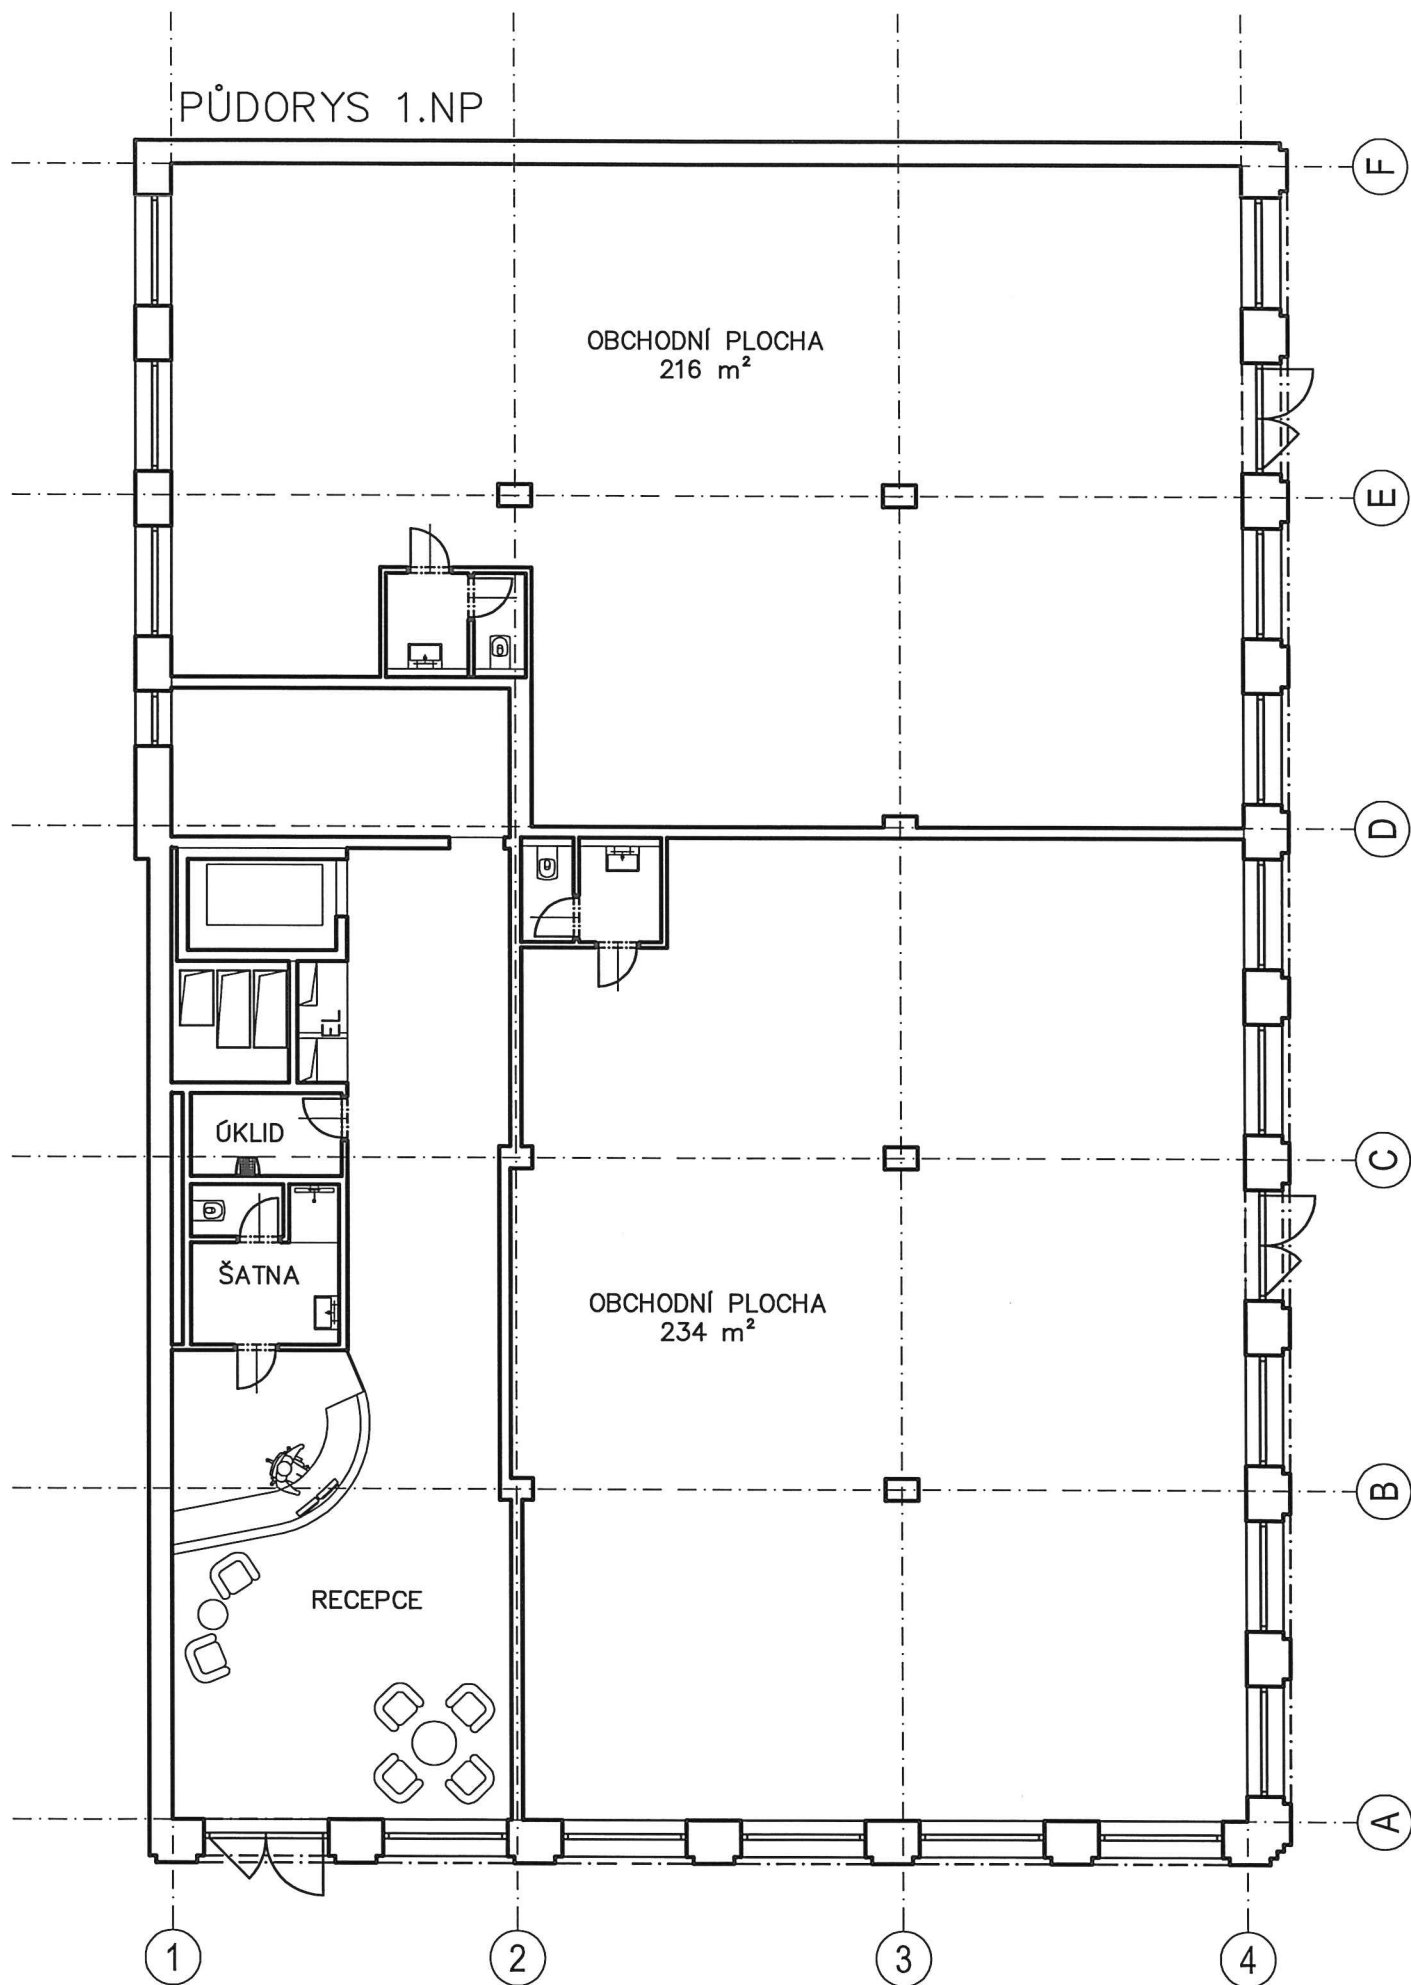 PŮDORYS 1.NP
F
OBCHODNÍ PLOCHA
216 m²
E
D
EL
ÚKLID
C
ŠATNA
OBCHODNÍ PLOCHA
234 m²
B
RECEPCE
A
1
2
3
4